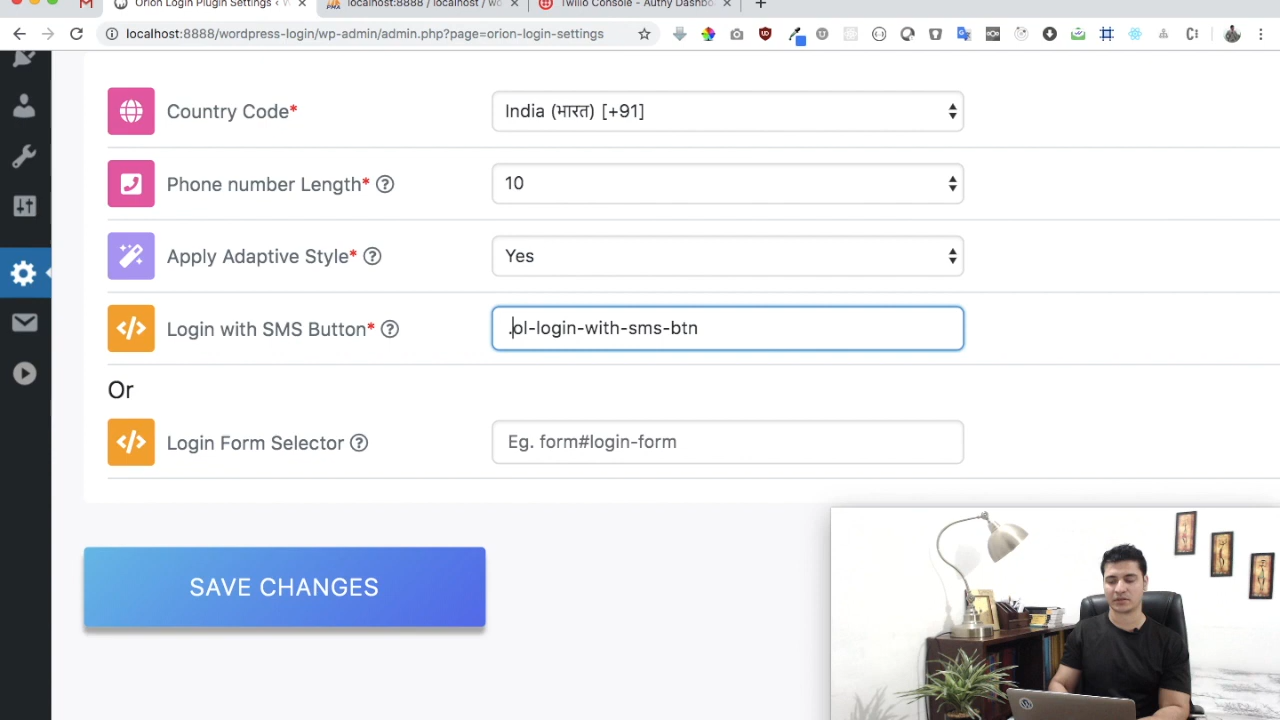 Orion Login Plugin Settings
localhost:8888 / localhost / wo
Twilio Console - Authy Dashbo
localhost:8888/wordpress-login/wp-admin/admin.php?page=orion-login-settings
Country Code*
India (भारत) [+91]
Phone number Length*
10
Apply Adaptive Style*
Yes
Login with SMS Button*
.ol-login-with-sms-btn
Or
Login Form Selector
Eg. form#login-form
SAVE CHANGES